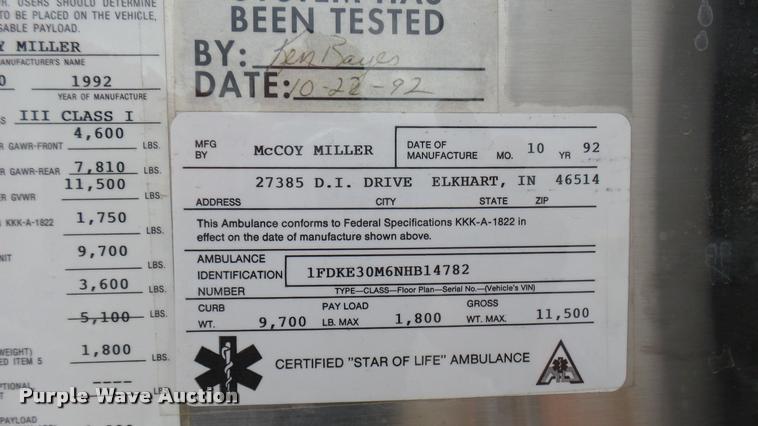 R. USERS SHOULD DETERMINE
TO BE PLACED ON THE VEHICLE,
SABLE PAYLOAD.
Y MILLER
MANUFACTURER'S NAME
0 1992
YEAR OF MANUFACTURE
S III CLASS I
R GAWR-FRONT 4,600 LBS.
R GAWR-REAR 7,810 LBS.
R GVWR 11,500 LBS.
KKK-A-1822 1,750 LBS.
NIT 9,700 LBS.
3,600 LBS.
5,100 LBS.
WEIGHT)
ED ITEM 5 1,800 LBS.
PTIONAL ----
PAYLOAD
SYSTEM HAS
BEEN TESTED
BY: Ken Bayes
DATE: 10-22-92
MFG BY McCOY MILLER DATE OF MANUFACTURE MO. 10 YR 92
27385 D.I. DRIVE ELKHART, IN 46514
ADDRESS CITY STATE ZIP
This Ambulance conforms to Federal Specifications KKK-A-1822 in
effect on the date of manufacture shown above.
AMBULANCE
IDENTIFICATION 1FDKE30M6NHB14782
NUMBER TYPE—CLASS—Floor Plan—Serial No.—(Vehicle's VIN)
CURB WT. 9,700 PAY LOAD LB. MAX 1,800 GROSS WT. MAX. 11,500
CERTIFIED "STAR OF LIFE" AMBULANCE
Purple Wave Auction